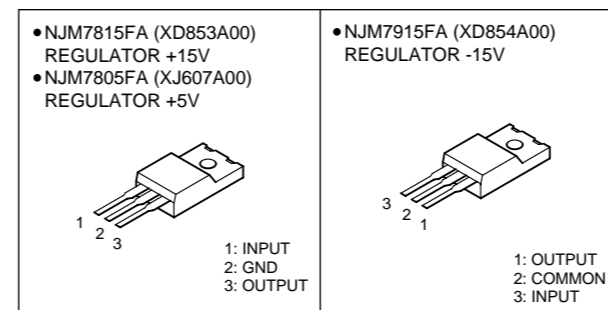 ●NJM7815FA (XD853A00)
REGULATOR +15V
●NJM7805FA (XJ607A00)
REGULATOR +5V
1
2
3
1: INPUT
2: GND
3: OUTPUT
●NJM7915FA (XD854A00)
REGULATOR -15V
3
2
1
1: OUTPUT
2: COMMON
3: INPUT